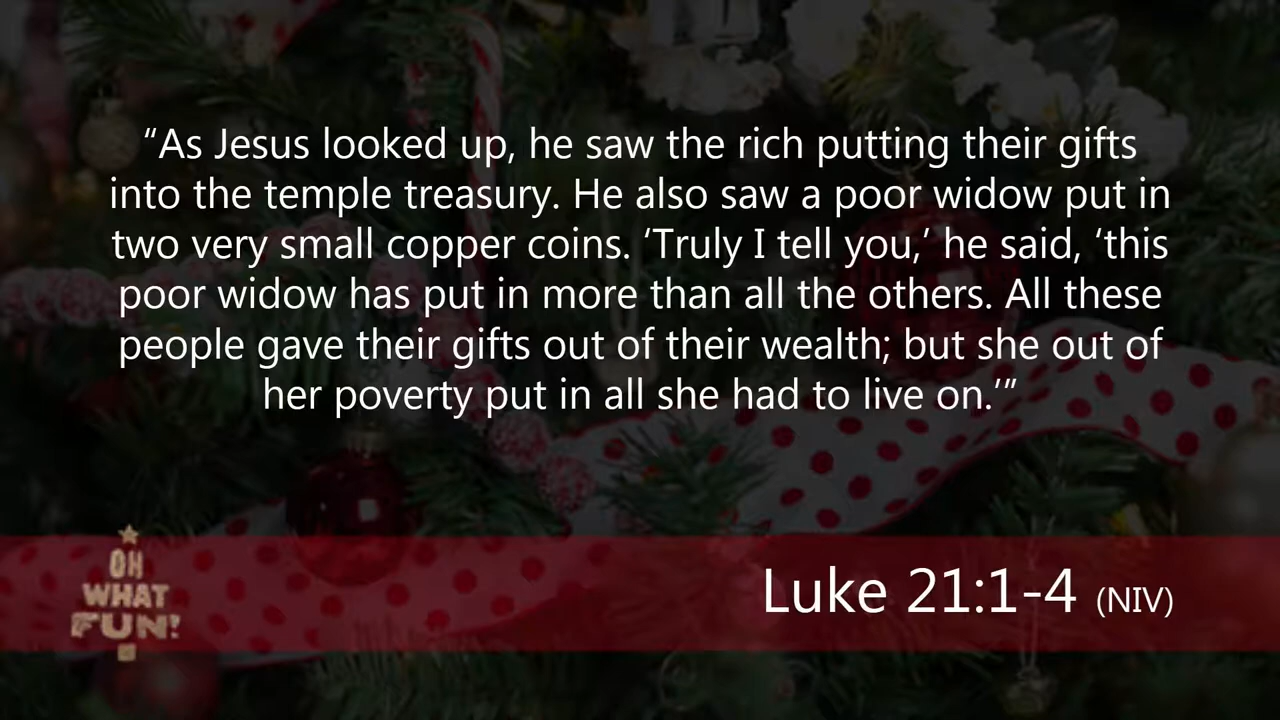 “As Jesus looked up, he saw the rich putting their gifts
into the temple treasury. He also saw a poor widow put in
two very small copper coins. ‘Truly I tell you,’ he said, ‘this
poor widow has put in more than all the others. All these
people gave their gifts out of their wealth; but she out of
her poverty put in all she had to live on.’”
OH
WHAT
FUN!
Luke 21:1-4 (NIV)